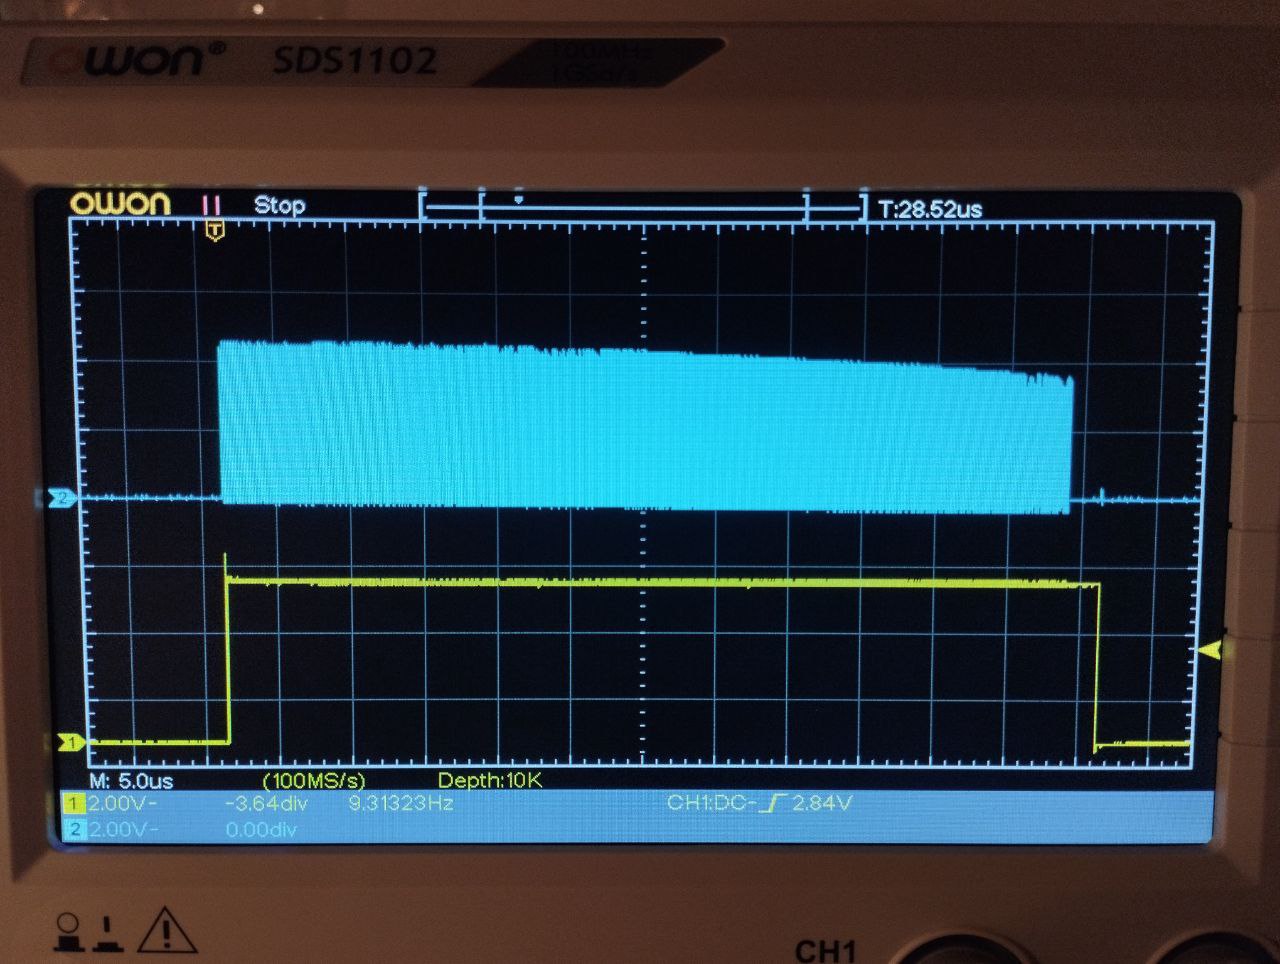 owon® SDS1102 100MHz
1GSd/s
owon Stop T:28.52us
T
2
1
M: 5.0us (100MS/s) Depth:10K
1 2.00V- -3.64div 9.31323Hz CH1:DC- 2.84V
2 2.00V- 0.00div
CH1